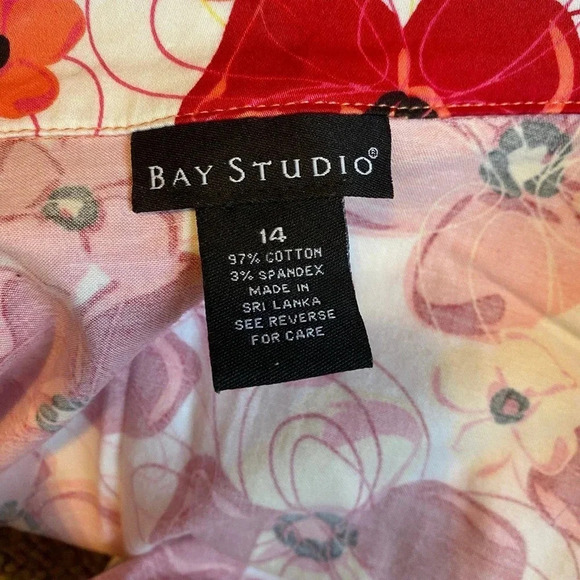 BAY STUDIO®
14
97% COTTON
3% SPANDEX
MADE IN
SRI LANKA
SEE REVERSE
FOR CARE